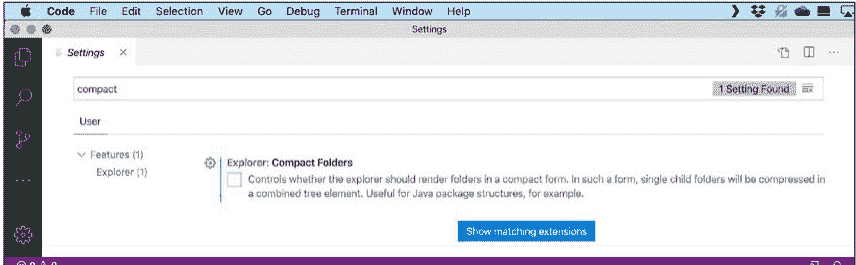 Code File Edit Selection View Go Debug Terminal Window Help
Settings
Settings
compact
1 Setting Found
User
Features (1)
Explorer (1)
Explorer: Compact Folders
Controls whether the explorer should render folders in a compact form. In such a form, single child folders will be compressed in
a combined tree element. Useful for Java package structures, for example.
Show matching extensions